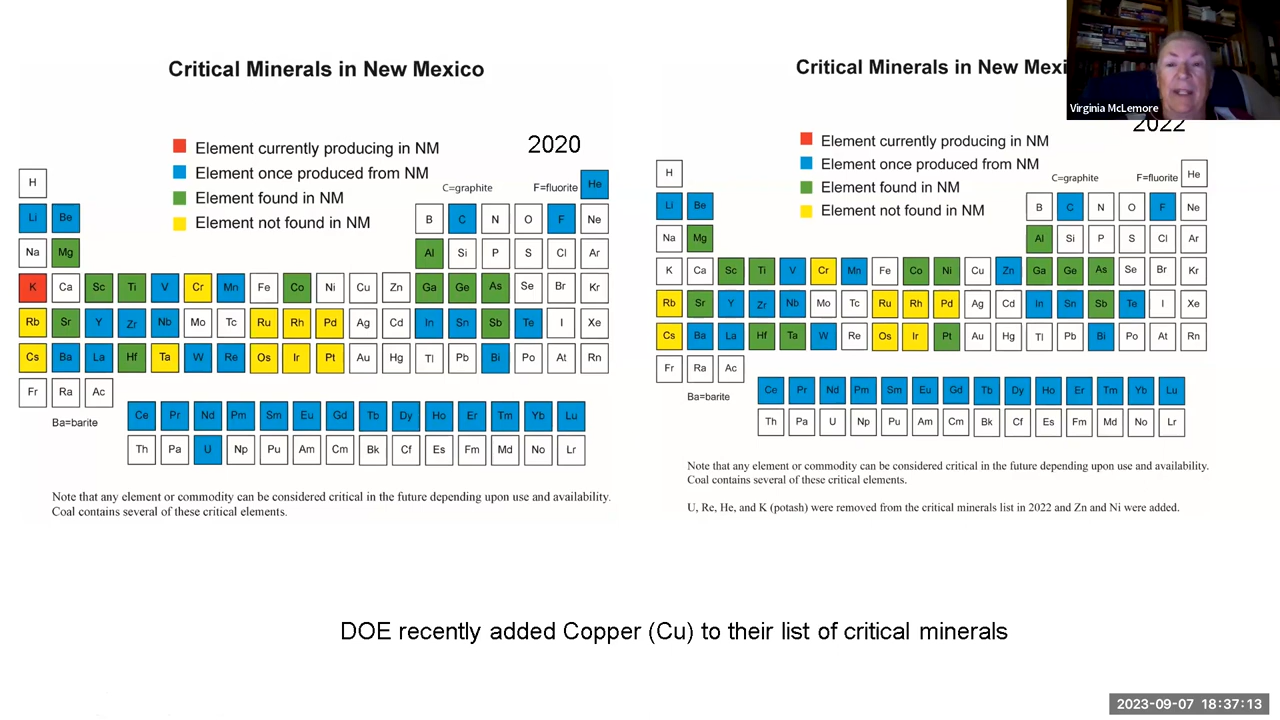 Critical Minerals in New Mexico
Element currently producing in NM
2020
Element once produced from NM
Element found in NM
Element not found in NM
C=graphite
F=fluorite
H He
Li Be B C N O F Ne
Na Mg Al Si P S Cl Ar
K Ca Sc Ti V Cr Mn Fe Co Ni Cu Zn Ga Ge As Se Br Kr
Rb Sr Y Zr Nb Mo Tc Ru Rh Pd Ag Cd In Sn Sb Te I Xe
Cs Ba La Hf Ta W Re Os Ir Pt Au Hg Tl Pb Bi Po At Rn
Fr Ra Ac
Ba=barite
Ce Pr Nd Pm Sm Eu Gd Tb Dy Ho Er Tm Yb Lu
Th Pa U Np Pu Am Cm Bk Cf Es Fm Md No Lr
Note that any element or commodity can be considered critical in the future depending upon use and availability.
Coal contains several of these critical elements.
Critical Minerals in New Mexi
Virginia McLemore
2022
Element currently producing in NM
Element once produced from NM
Element found in NM
Element not found in NM
C=graphite
F=fluorite
H He
Li Be B C N O F Ne
Na Mg Al Si P S Cl Ar
K Ca Sc Ti V Cr Mn Fe Co Ni Cu Zn Ga Ge As Se Br Kr
Rb Sr Y Zr Nb Mo Tc Ru Rh Pd Ag Cd In Sn Sb Te I Xe
Cs Ba La Hf Ta W Re Os Ir Pt Au Hg Tl Pb Bi Po At Rn
Fr Ra Ac
Ba=barite
Ce Pr Nd Pm Sm Eu Gd Tb Dy Ho Er Tm Yb Lu
Th Pa U Np Pu Am Cm Bk Cf Es Fm Md No Lr
Note that any element or commodity can be considered critical in the future depending upon use and availability.
Coal contains several of these critical elements.
U, Re, He, and K (potash) were removed from the critical minerals list in 2022 and Zn and Ni were added.
DOE recently added Copper (Cu) to their list of critical minerals
2023-09-07 18:37:13